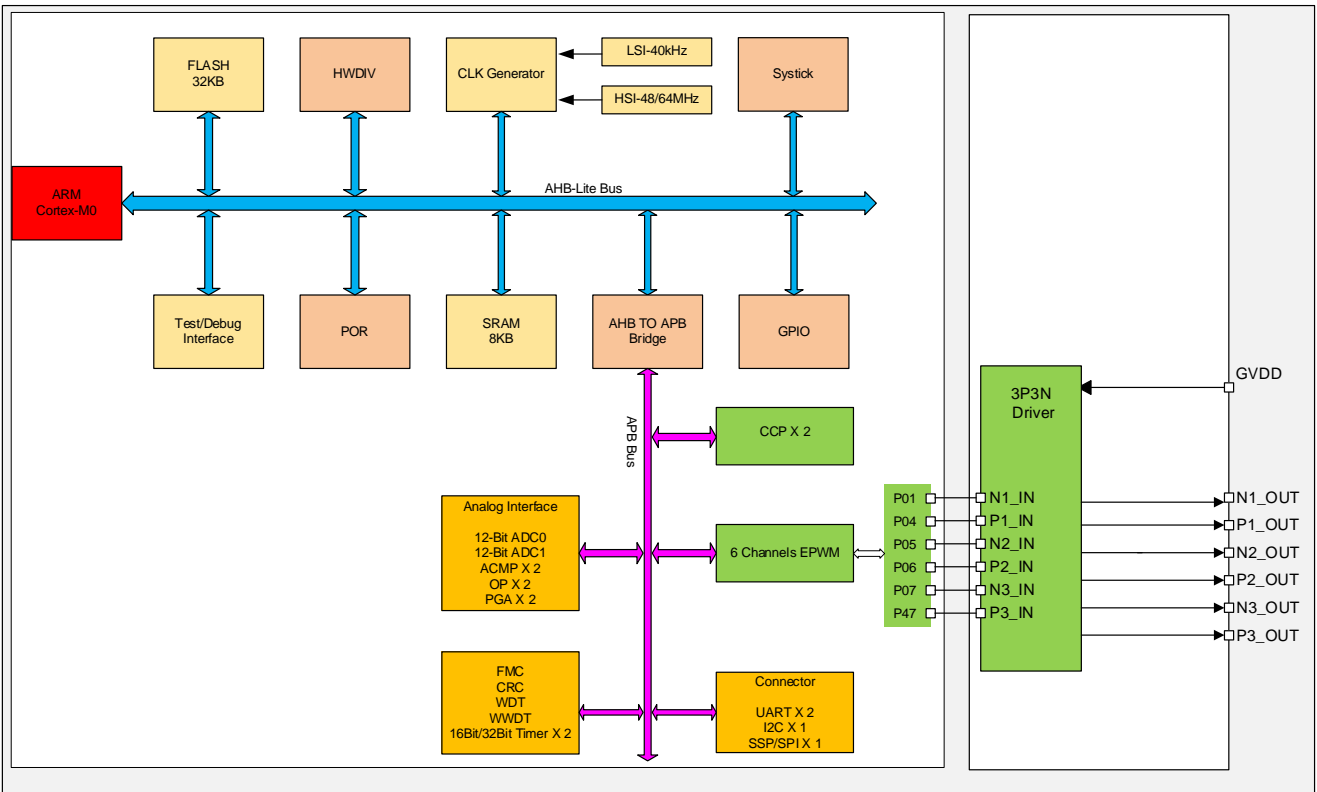 FLASH
32KB
HWDIV
CLK Generator
LSI-40kHz
HSI-48/64MHz
Systick
ARM
Cortex-M0
AHB-Lite Bus
Test/Debug
Interface
POR
SRAM
8KB
AHB TO APB
Bridge
GPIO
APB Bus
CCP X 2
Analog Interface
12-Bit ADC0
12-Bit ADC1
ACMP X 2
OP X 2
PGA X 2
6 Channels EPWM
P01
P04
P05
P06
P07
P47
FMC
CRC
WDT
WWDT
16Bit/32Bit Timer X 2
Connector
UART X 2
I2C X 1
SSP/SPI X 1
3P3N
Driver
N1_IN
P1_IN
N2_IN
P2_IN
N3_IN
P3_IN
GVDD
N1_OUT
P1_OUT
N2_OUT
P2_OUT
N3_OUT
P3_OUT